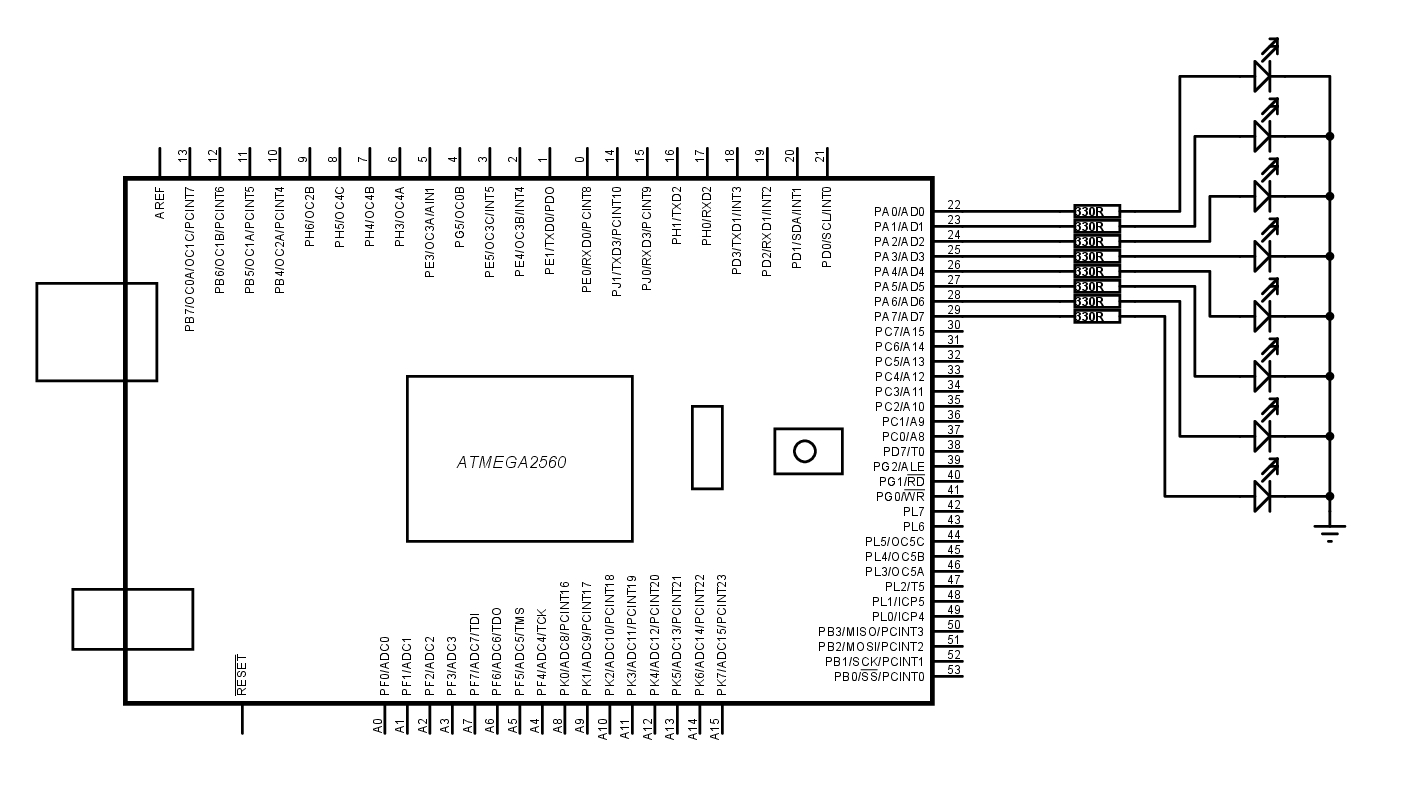 13
12
11
10
9
8
7
6
5
4
3
2
1
0
14
15
16
17
18
19
20
21
AREF
PB7/OC0A/OC1C/PCINT7
PB6/OC1B/PCINT6
PB5/OC1A/PCINT5
PB4/OC2A/PCINT4
PH6/OC2B
PH5/OC4C
PH4/OC4B
PH3/OC4A
PE3/OC3A/AIN1
PG5/OC0B
PE5/OC3C/INT5
PE4/OC3B/INT4
PE1/TXD0/PDO
PE0/RXD0/PCINT8
PJ1/TXD3/PCINT10
PJ0/RXD3/PCINT9
PH1/TXD2
PH0/RXD2
PD3/TXD1/INT3
PD2/RXD1/INT2
PD1/SDA/INT1
PD0/SCL/INT0
PA0/AD0 22 330R
PA1/AD1 23 330R
PA2/AD2 24 330R
PA3/AD3 25 330R
PA4/AD4 26 330R
PA5/AD5 27 330R
PA6/AD6 28 330R
PA7/AD7 29 330R
PC7/A15 30
PC6/A14 31
PC5/A13 32
PC4/A12 33
PC3/A11 34
PC2/A10 35
PC1/A9 36
PC0/A8 37
PD7/T0 38
PG2/ALE 39
PG1/RD 40
PG0/WR 41
PL7 42
PL6 43
PL5/OC5C 44
PL4/OC5B 45
PL3/OC5A 46
PL2/T5 47
PL1/ICP5 48
PL0/ICP4 49
PB3/MISO/PCINT3 50
PB2/MOSI/PCINT2 51
PB1/SCK/PCINT1 52
PB0/SS/PCINT0 53
ATMEGA2560
RESET
PF0/ADC0
PF1/ADC1
PF2/ADC2
PF3/ADC3
PF7/ADC7/TDI
PF6/ADC6/TDO
PF5/ADC5/TMS
PF4/ADC4/TCK
PK0/ADC8/PCINT16
PK1/ADC9/PCINT17
PK2/ADC10/PCINT18
PK3/ADC11/PCINT19
PK4/ADC12/PCINT20
PK5/ADC13/PCINT21
PK6/ADC14/PCINT22
PK7/ADC15/PCINT23
A0
A1
A2
A3
A7
A6
A5
A4
A8
A9
A10
A11
A12
A13
A14
A15